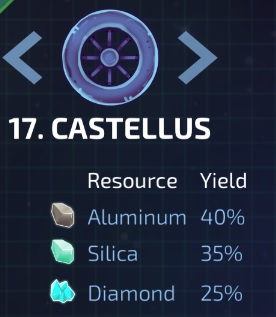 17. CASTELLUS
Resource Yield
Aluminum 40%
Silica 35%
Diamond 25%